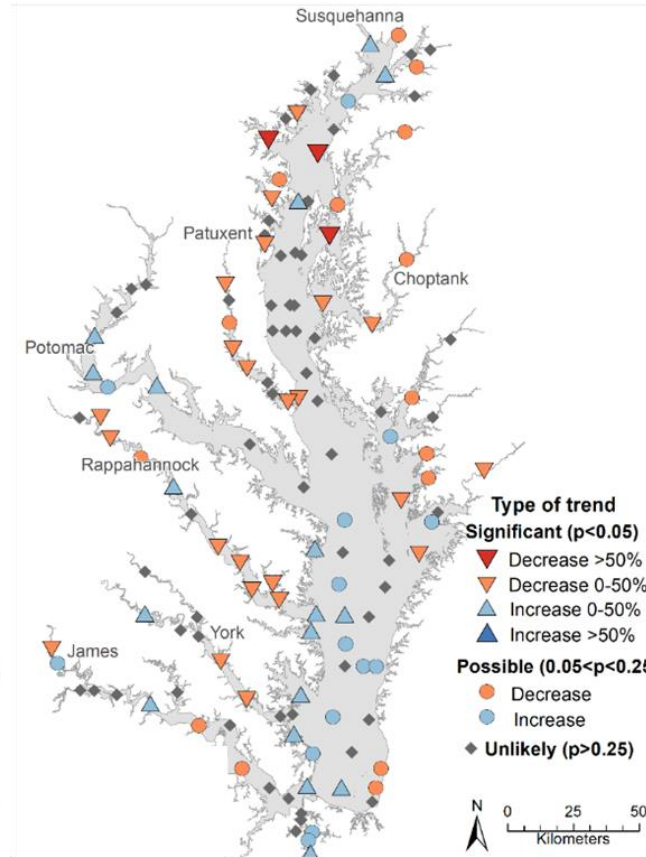 Susquehanna
Patuxent
Choptank
Potomac
Rappahannock
York
James
Type of trend
Significant (p<0.05)
Decrease >50%
Decrease 0-50%
Increase 0-50%
Increase >50%
Possible (0.05<p<0.25
Decrease
Increase
Unlikely (p>0.25)
N
0 25 50
Kilometers